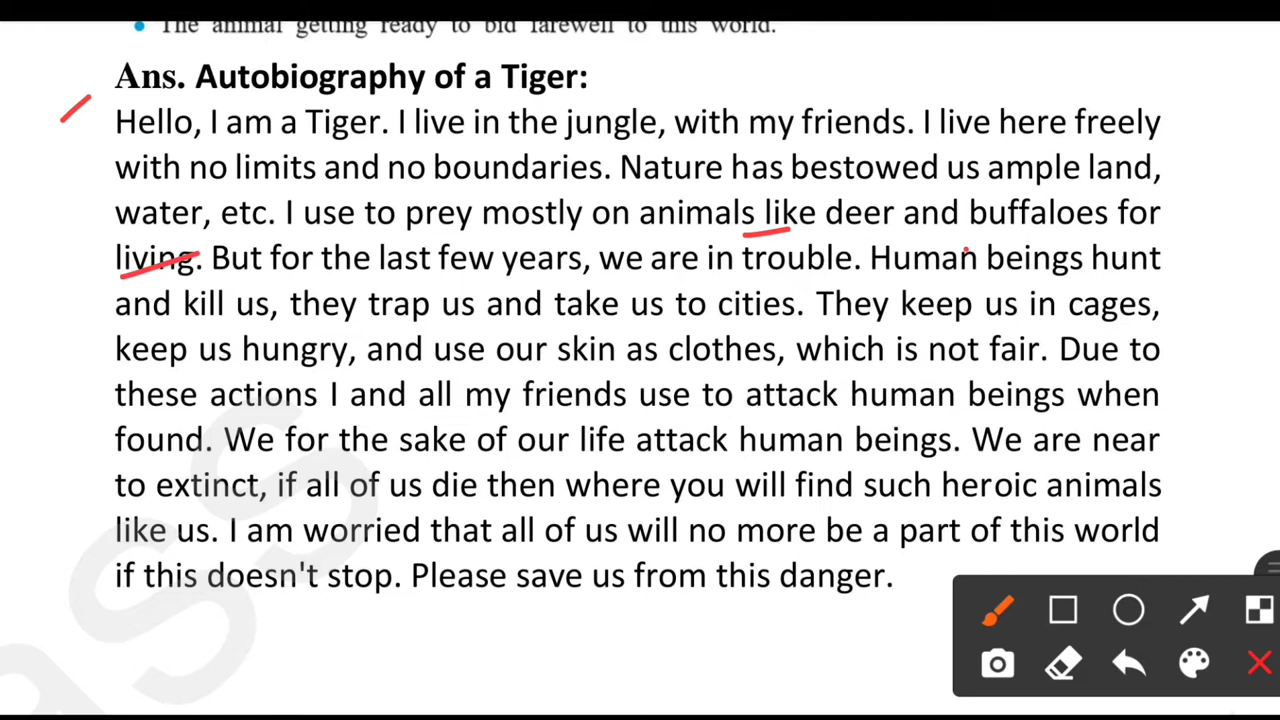 The animal getting ready to bid farewell to this world.
Ans. Autobiography of a Tiger:
Hello, I am a Tiger. I live in the jungle, with my friends. I live here freely
with no limits and no boundaries. Nature has bestowed us ample land,
water, etc. I use to prey mostly on animals like deer and buffaloes for
living. But for the last few years, we are in trouble. Human beings hunt
and kill us, they trap us and take us to cities. They keep us in cages,
keep us hungry, and use our skin as clothes, which is not fair. Due to
these actions I and all my friends use to attack human beings when
found. We for the sake of our life attack human beings. We are near
to extinct, if all of us die then where you will find such heroic animals
like us. I am worried that all of us will no more be a part of this world
if this doesn't stop. Please save us from this danger.